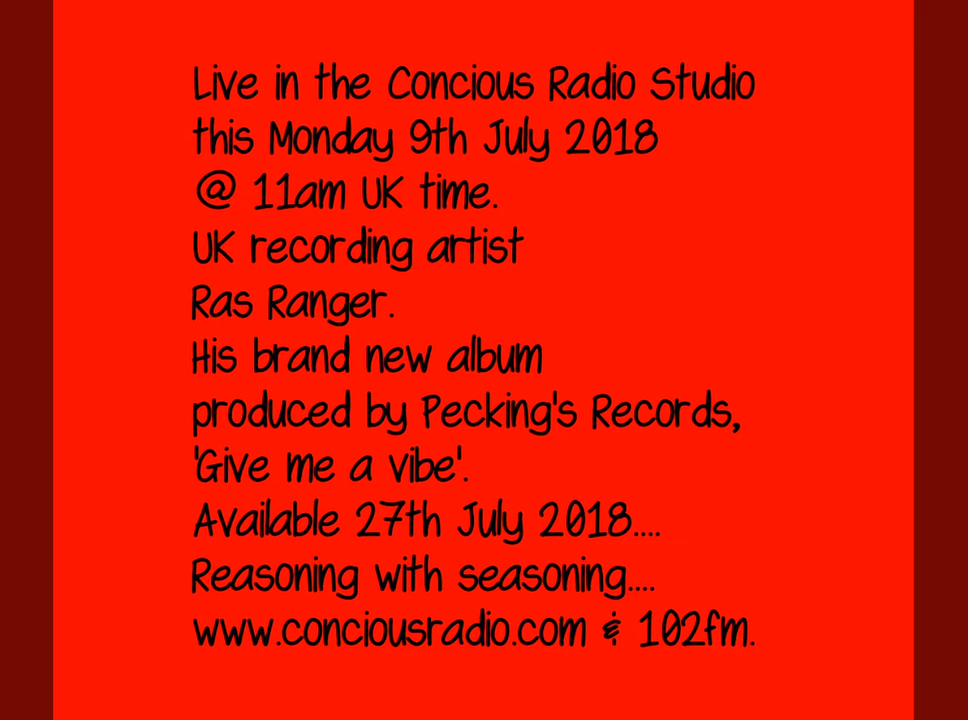 Live in the Concious Radio Studio
this Monday 9th July 2018
@ 11am UK time.
UK recording artist
Ras Ranger.
His brand new album
produced by Pecking's Records,
'Give me a vibe'.
Available 27th July 2018....
Reasoning with seasoning....
www.conciousradio.com & 102fm.